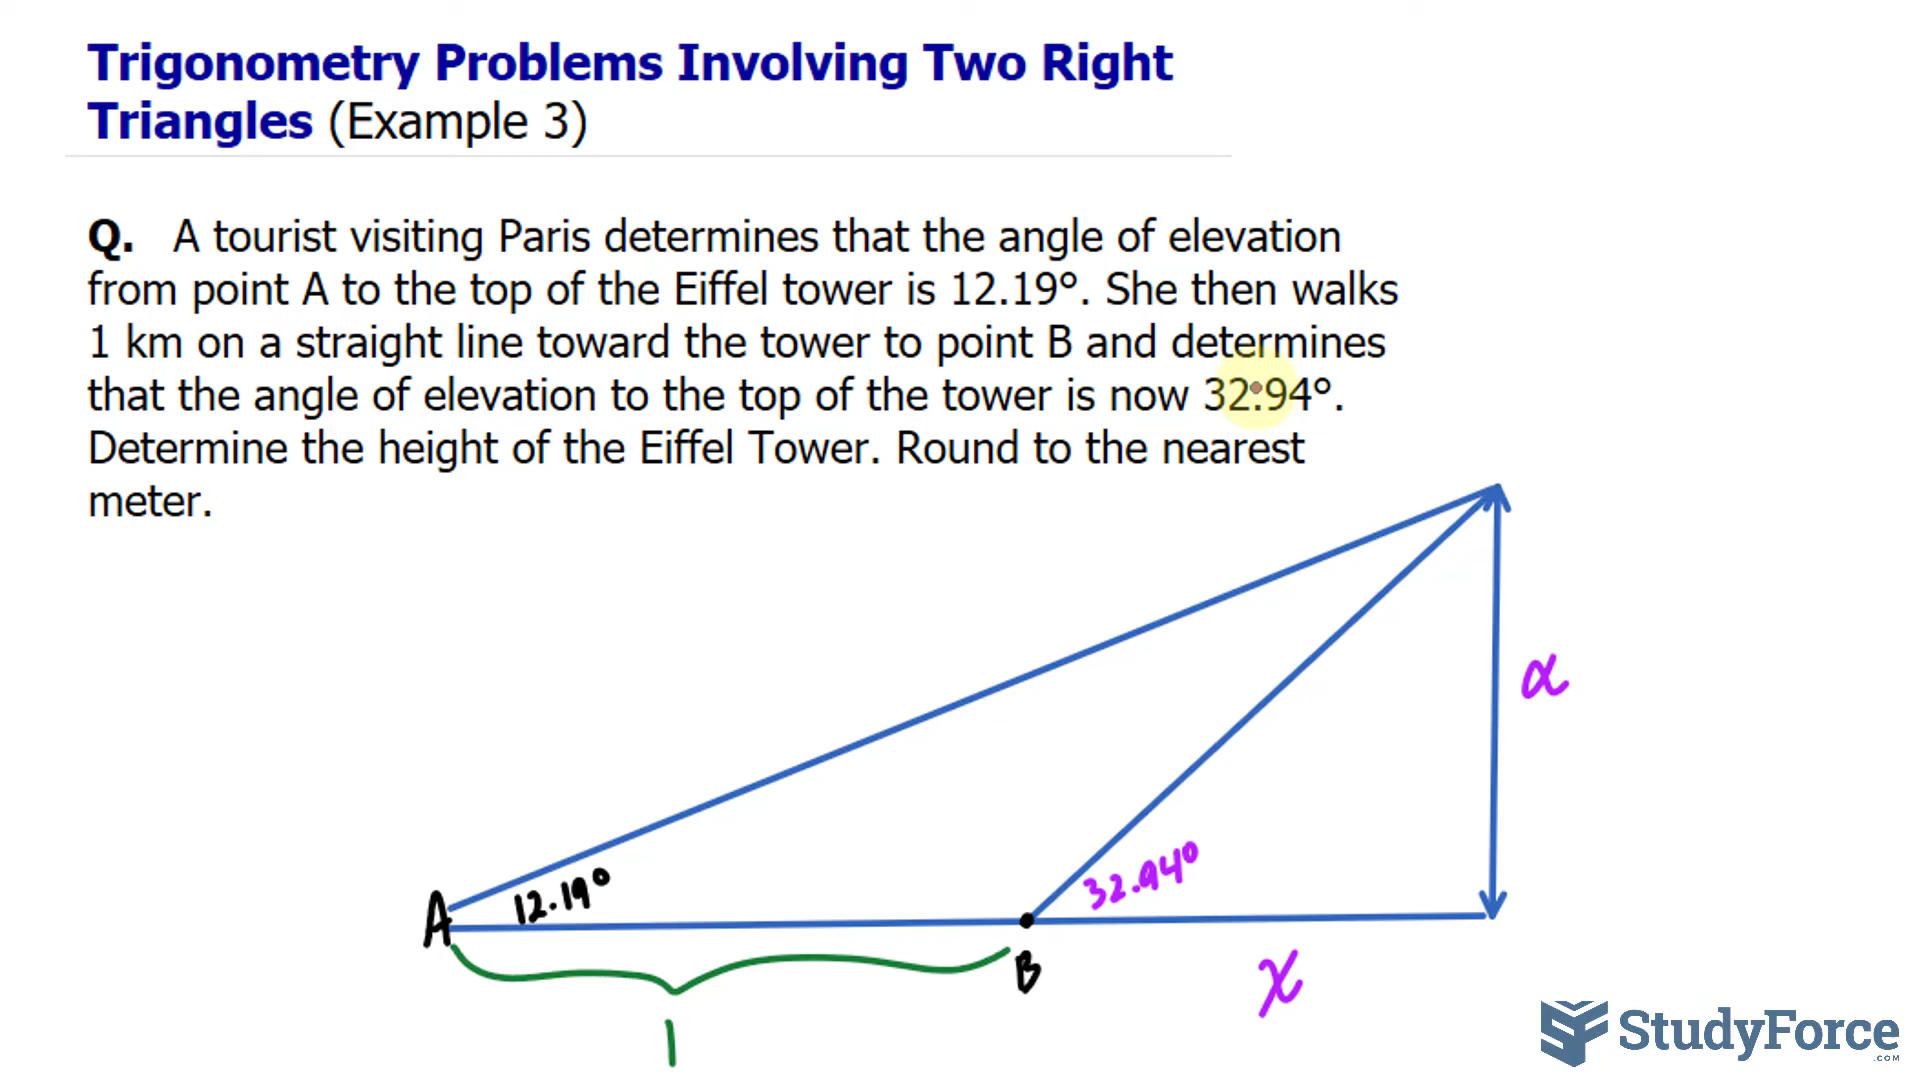 Trigonometry Problems Involving Two Right
Triangles (Example 3)
Q. A tourist visiting Paris determines that the angle of elevation
from point A to the top of the Eiffel tower is 12.19°. She then walks
1 km on a straight line toward the tower to point B and determines
that the angle of elevation to the top of the tower is now 32.94°.
Determine the height of the Eiffel Tower. Round to the nearest
meter.
α
32.94°
12.19°
A
B
x
1
StudyForce
.COM